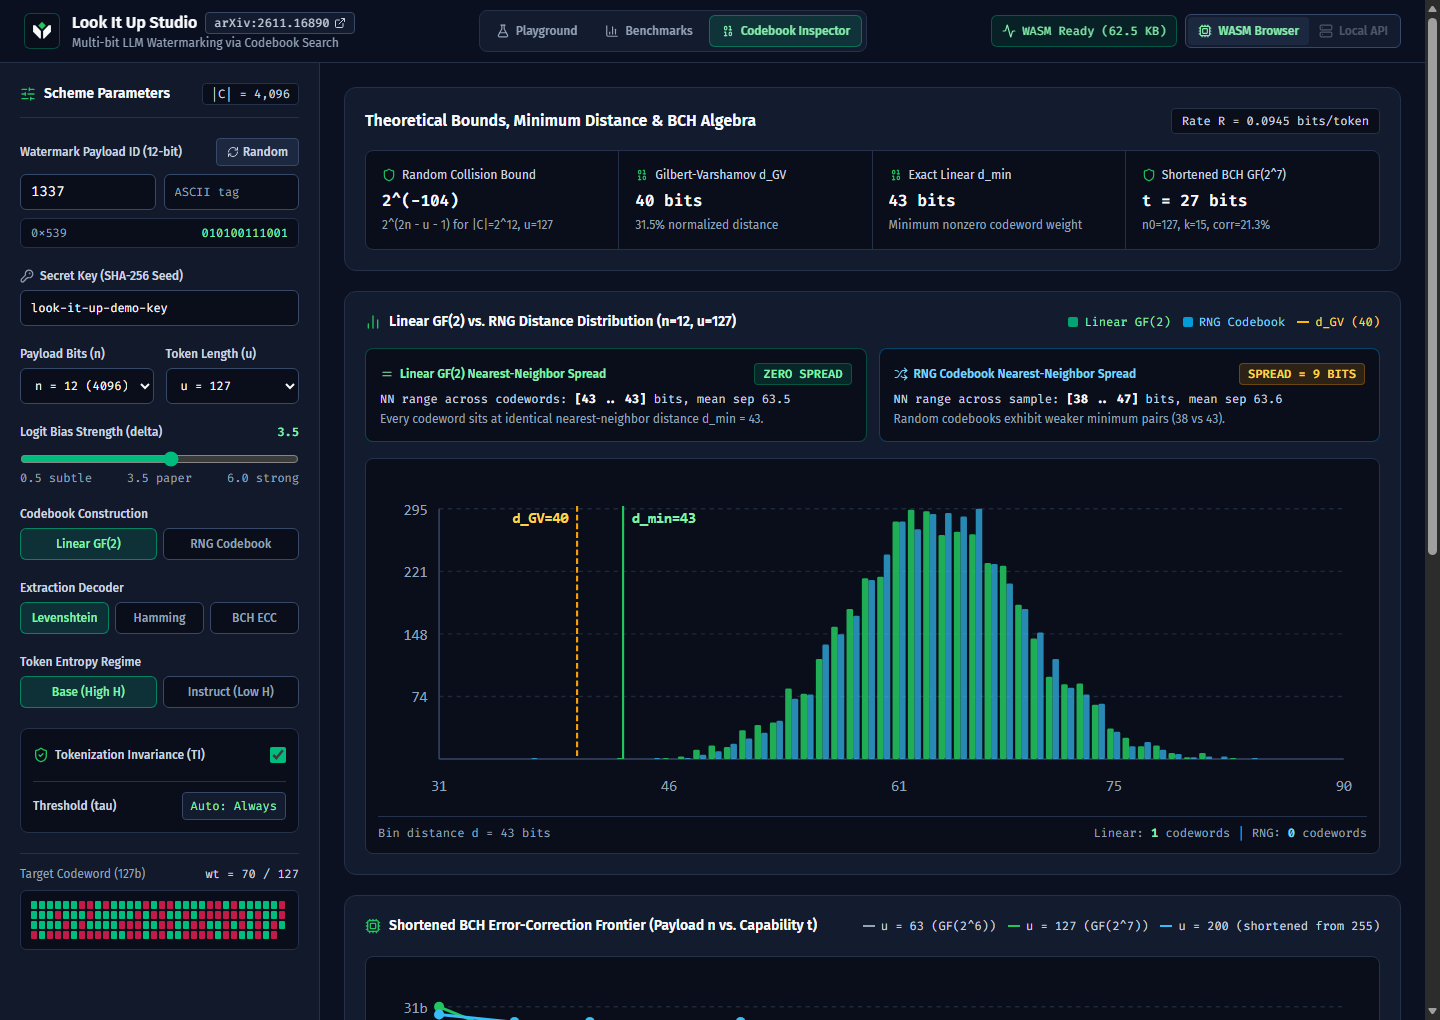 Look It Up Studio
arXiv:2611.16890
Multi-bit LLM Watermarking via Codebook Search
Playground
Benchmarks
Codebook Inspector
WASM Ready (62.5 KB)
WASM Browser
Local API
Scheme Parameters
|C| = 4,096
Watermark Payload ID (12-bit)
Random
1337
ASCII tag
0×539
010100111001
Secret Key (SHA-256 Seed)
look-it-up-demo-key
Payload Bits (n)
Token Length (u)
n = 12 (4096)
u = 127
Logit Bias Strength (delta)
3.5
0.5 subtle
3.5 paper
6.0 strong
Codebook Construction
Linear GF(2)
RNG Codebook
Extraction Decoder
Levenshtein
Hamming
BCH ECC
Token Entropy Regime
Base (High H)
Instruct (Low H)
Tokenization Invariance (TI)
Threshold (tau)
Auto: Always
Target Codeword (127b)
wt = 70 / 127
Theoretical Bounds, Minimum Distance & BCH Algebra
Rate R = 0.0945 bits/token
Random Collision Bound
2^(-104)
2^(2n - u - 1) for |C|=2^12, u=127
Gilbert-Varshamov d_GV
40 bits
31.5% normalized distance
Exact Linear d_min
43 bits
Minimum nonzero codeword weight
Shortened BCH GF(2^7)
t = 27 bits
n0=127, k=15, corr=21.3%
Linear GF(2) vs. RNG Distance Distribution (n=12, u=127)
Linear GF(2)
RNG Codebook
d_GV (40)
Linear GF(2) Nearest-Neighbor Spread
ZERO SPREAD
NN range across codewords: [43 .. 43] bits, mean sep 63.5
Every codeword sits at identical nearest-neighbor distance d_min = 43.
RNG Codebook Nearest-Neighbor Spread
SPREAD = 9 BITS
NN range across sample: [38 .. 47] bits, mean sep 63.6
Random codebooks exhibit weaker minimum pairs (38 vs 43).
295
221
148
74
d_GV=40
d_min=43
31
46
61
75
90
Bin distance d = 43 bits
Linear: 1 codewords | RNG: 0 codewords
Shortened BCH Error-Correction Frontier (Payload n vs. Capability t)
u = 63 (GF(2^6))
u = 127 (GF(2^7))
u = 200 (shortened from 255)
31b